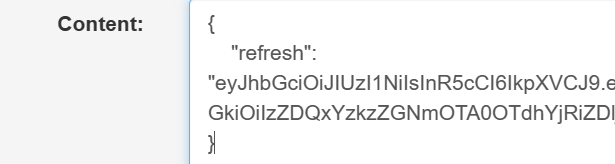 Content:
{
"refresh":
"eyJhbGciOiJIUzI1NiIsInR5cCI6IkpXVCJ9.e
GkiOiIzZDQxYzkzZGNmOTA0OTdhYjRiZDI
}